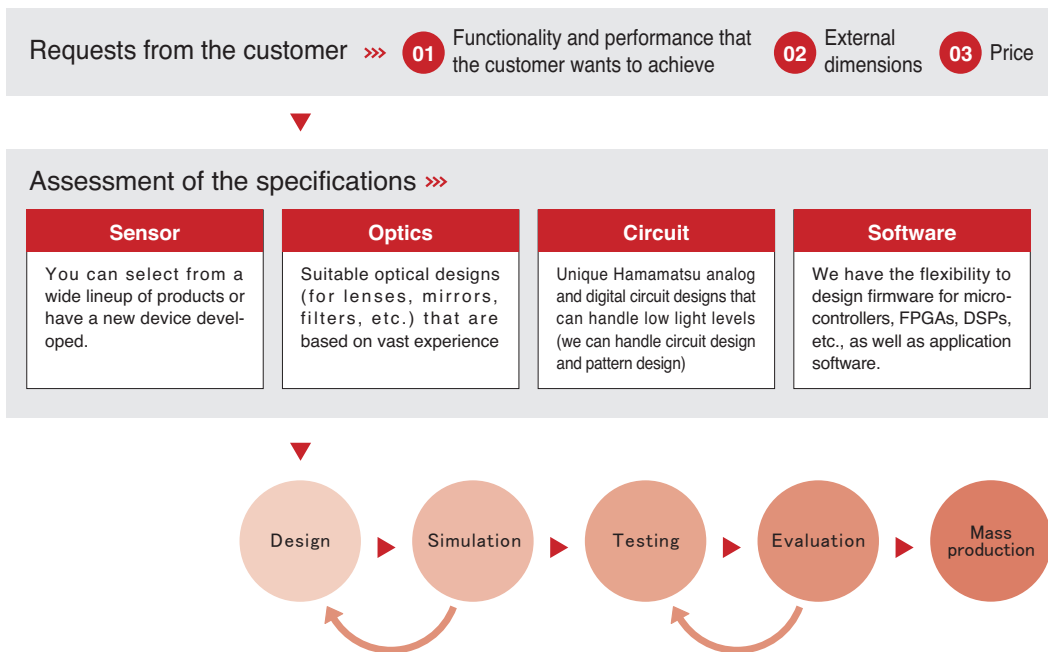 Requests from the customer »»
01 Functionality and performance that
the customer wants to achieve
02 External
dimensions
03 Price
Assessment of the specifications »»
Sensor
You can select from a
wide lineup of products or
have a new device devel-
oped.
Optics
Suitable optical designs
(for lenses, mirrors,
filters, etc.) that are
based on vast experience
Circuit
Unique Hamamatsu analog
and digital circuit designs that
can handle low light levels
(we can handle circuit design
and pattern design)
Software
We have the flexibility to
design firmware for micro-
controllers, FPGAs, DSPs,
etc., as well as application
software.
Design
Simulation
Testing
Evaluation
Mass
production